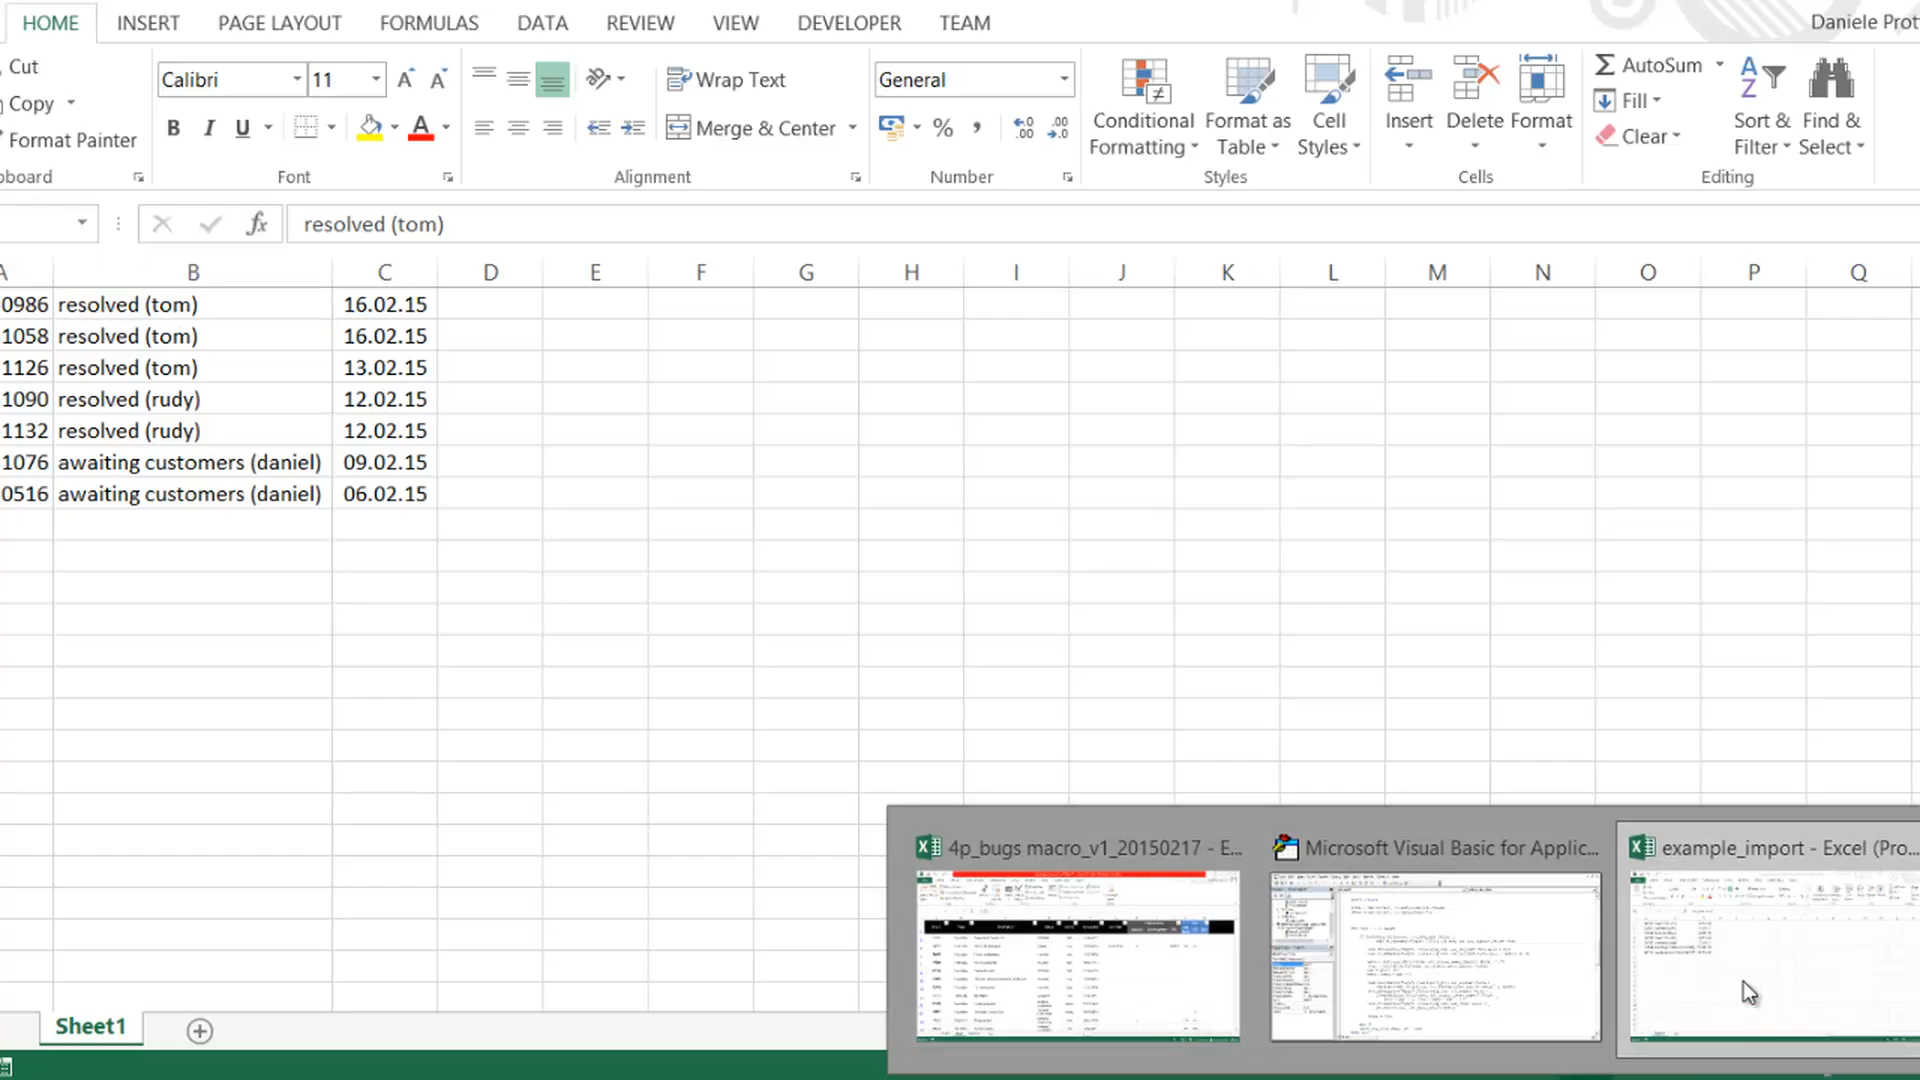 HOME INSERT PAGE LAYOUT FORMULAS DATA REVIEW VIEW DEVELOPER TEAM Daniele Prot
Cut
Copy
Format Painter
Calibri 11
B I U A
Wrap Text
Merge & Center
General
% ,
Conditional Formatting
Format as Table
Cell Styles
Insert Delete Format
AutoSum
Fill
Clear
Sort & Filter
Find & Select
board Font Alignment Number Styles Cells Editing
fx resolved (tom)
A B C D E F G H I J K L M N O P Q
0986 resolved (tom) 16.02.15
1058 resolved (tom) 16.02.15
1126 resolved (tom) 13.02.15
1090 resolved (rudy) 12.02.15
1132 resolved (rudy) 12.02.15
1076 awaiting customers (daniel) 09.02.15
0516 awaiting customers (daniel) 06.02.15
4p_bugs macro_v1_20150217 - E...
Microsoft Visual Basic for Applic...
example_import - Excel (Pro...
Sheet1